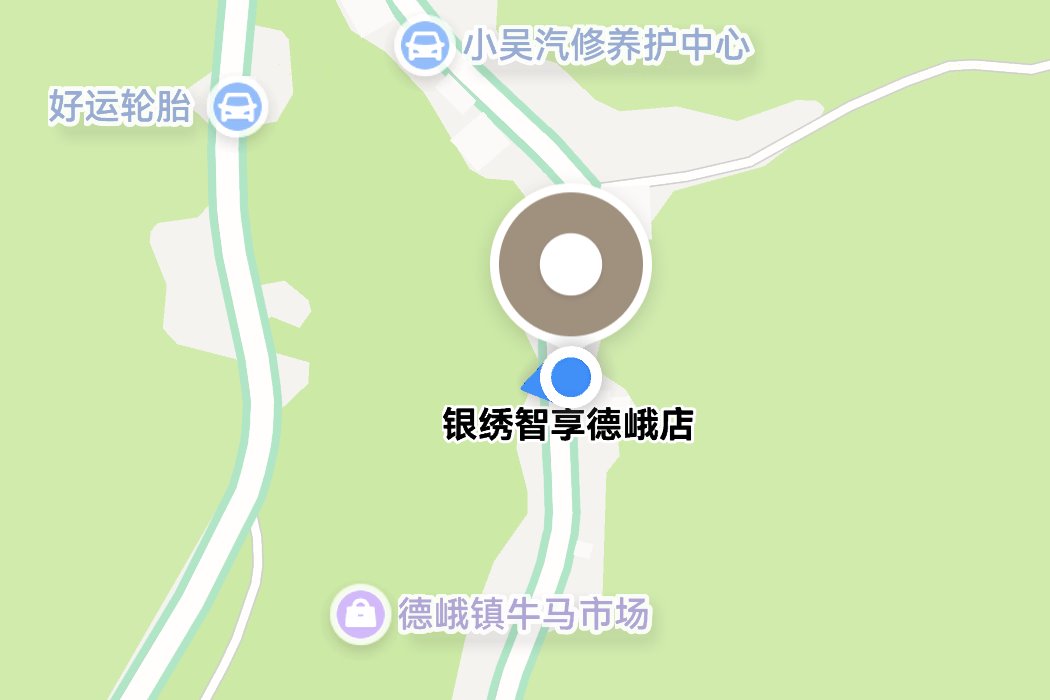 小吴汽修养护中心
好运轮胎
银绣智享德峨店
德峨镇牛马市场